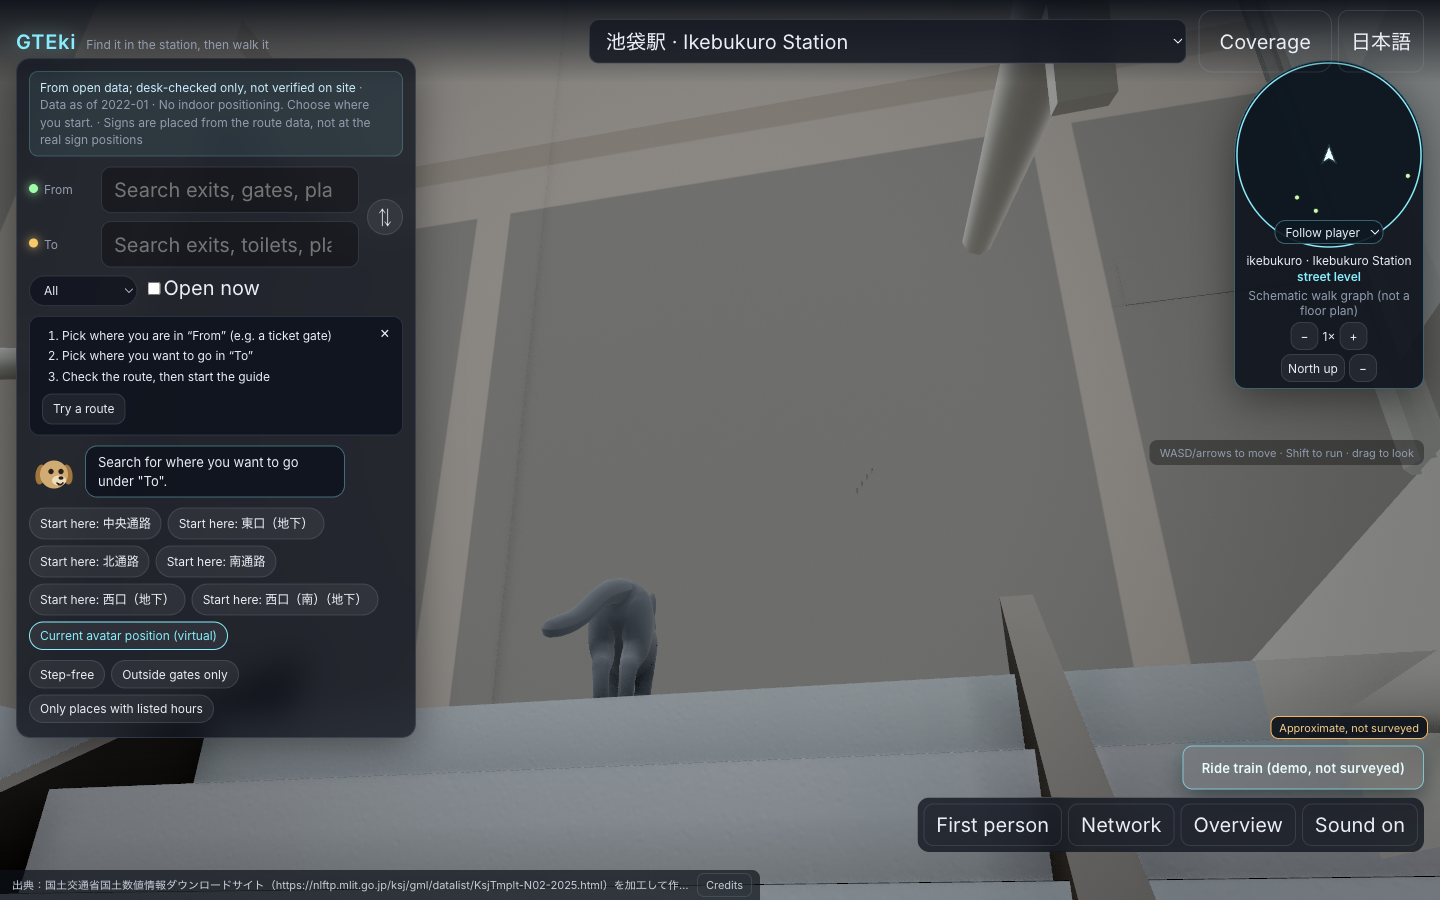 GTEki Find it in the station, then walk it
池袋駅 · Ikebukuro Station
Coverage
日本語
From open data; desk-checked only, not verified on site ·
Data as of 2022-01 · No indoor positioning. Choose where
you start. · Signs are placed from the route data, not at the
real sign positions
From
Search exits, gates, pla
To
Search exits, toilets, pla
All
Open now
1. Pick where you are in “From” (e.g. a ticket gate)
2. Pick where you want to go in “To”
3. Check the route, then start the guide
Try a route
Search for where you want to go
under "To".
Start here: 中央通路
Start here: 東口（地下）
Start here: 北通路
Start here: 南通路
Start here: 西口（地下）
Start here: 西口（南）（地下）
Current avatar position (virtual)
Step-free
Outside gates only
Only places with listed hours
Follow player
ikebukuro · Ikebukuro Station
street level
Schematic walk graph (not a
floor plan)
− 1× +
North up −
WASD/arrows to move · Shift to run · drag to look
Approximate, not surveyed
Ride train (demo, not surveyed)
First person
Network
Overview
Sound on
出典：国土交通省国土数値情報ダウンロードサイト（https://nlftp.mlit.go.jp/ksj/gml/datalist/KsjTmplt-N02-2025.html）を加工して作...
Credits